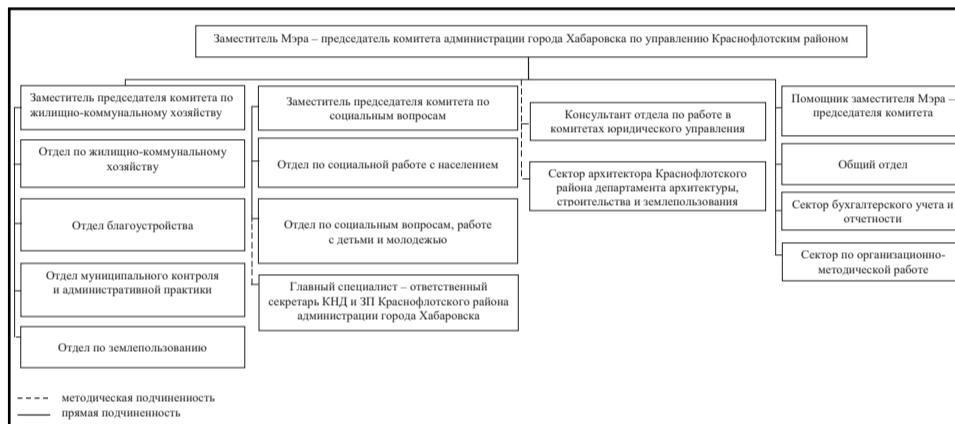 Заместитель Мэра – председатель комитета администрации города Хабаровска по управлению Краснофлотским районом
Заместитель председателя комитета по
жилищно-коммунальному хозяйству
Отдел по жилищно-коммунальному
хозяйству
Отдел благоустройства
Отдел муниципального контроля
и административной практики
Отдел по землепользованию
Заместитель председателя комитета по
социальным вопросам
Отдел по социальной работе с населением
Отдел по социальным вопросам, работе
с детьми и молодежью
Главный специалист – ответственный
секретарь КНД и ЗП Краснофлотского района
администрации города Хабаровска
Консультант отдела по работе в
комитетах юридического управления
Сектор архитектора Краснофлотского
района департамента архитектуры,
строительства и землепользования
Помощник заместителя Мэра –
председателя комитета
Общий отдел
Сектор бухгалтерского учета и
отчетности
Сектор по организационно-
методической работе
методическая подчиненность
прямая подчиненность